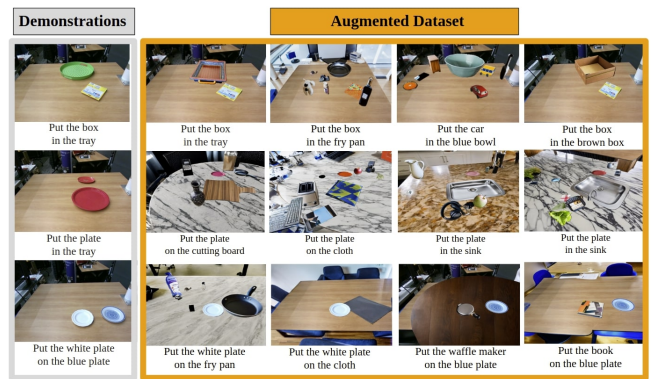 Demonstrations
Augmented Dataset
Put the box
in the tray
Put the box
in the tray
Put the box
in the fry pan
Put the car
in the blue bowl
Put the box
in the brown box
Put the plate
in the tray
Put the plate
on the cutting board
Put the plate
on the cloth
Put the plate
in the sink
Put the plate
in the sink
Put the white plate
on the blue plate
Put the white plate
on the fry pan
Put the white plate
on the cloth
Put the waffle maker
on the blue plate
Put the book
on the blue plate